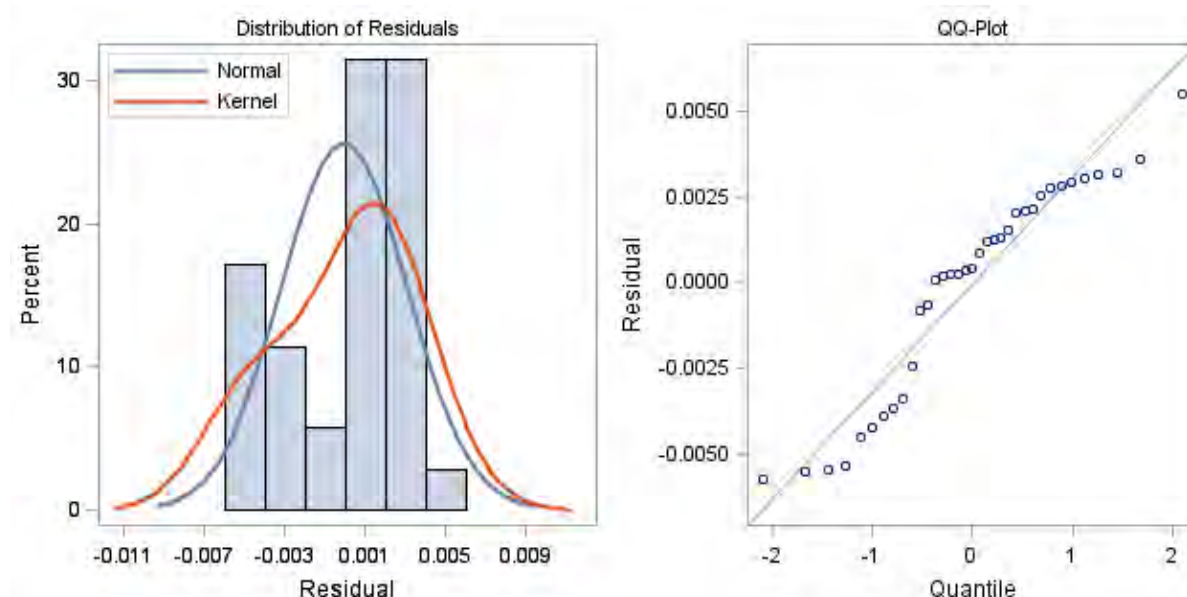 Distribution of Residuals
Normal
Kernel
30
20
10
0
Percent
-0.011 -0.007 -0.003 0.001 0.005 0.009
Residual
QQ-Plot
0.0050
0.0025
0.0000
-0.0025
-0.0050
Residual
-2 -1 0 1 2
Quantile